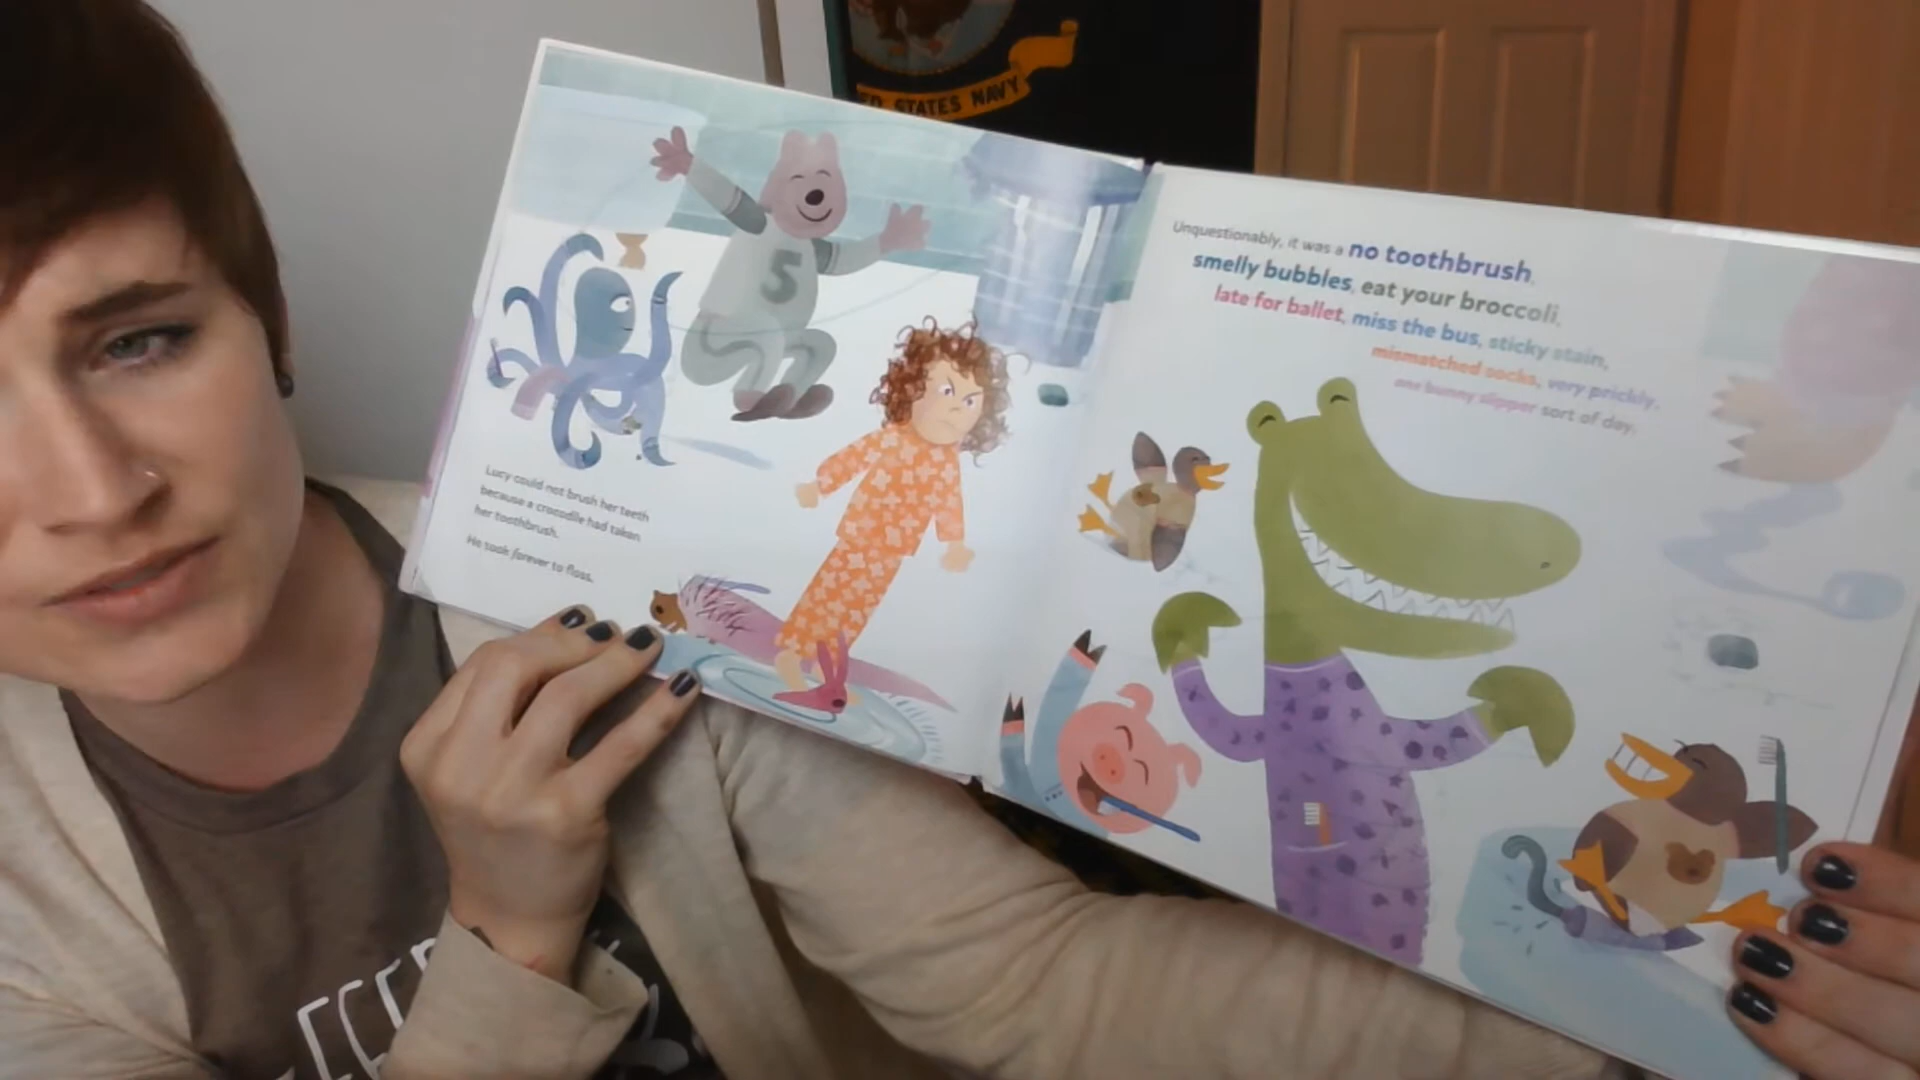 STATES NAVY
5
Lucy could not brush her teeth
because a crocodile had taken
her toothbrush.
He took forever to floss.
Unquestionably, it was a no toothbrush,
smelly bubbles, eat your broccoli,
late for ballet, miss the bus, sticky stain,
mismatched socks, very prickly,
one bunny slipper sort of day.